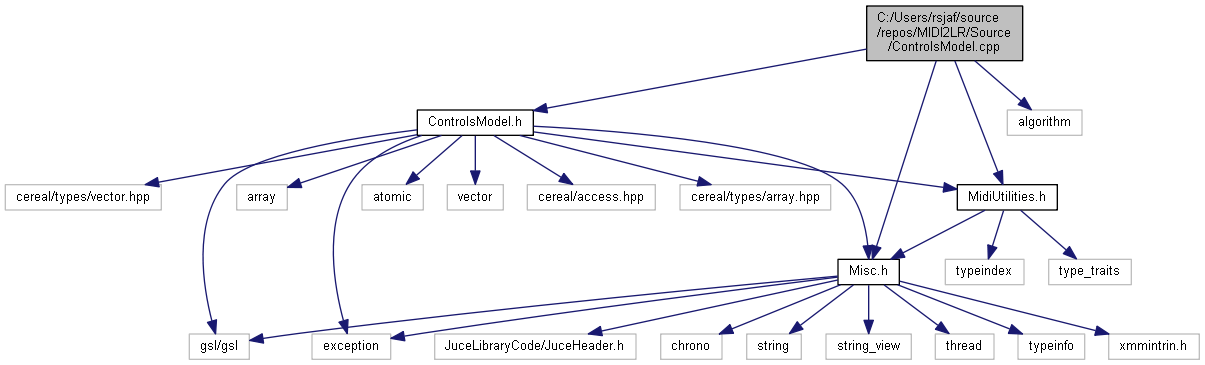 C:/Users/rsjaf/source
/repos/MIDI2LR/Source
/ControlsModel.cpp
ControlsModel.h
algorithm
cereal/types/vector.hpp
array
atomic
vector
cereal/access.hpp
cereal/types/array.hpp
MidiUtilities.h
Misc.h
typeindex
type_traits
gsl/gsl
exception
JuceLibraryCode/JuceHeader.h
chrono
string
string_view
thread
typeinfo
xmmintrin.h